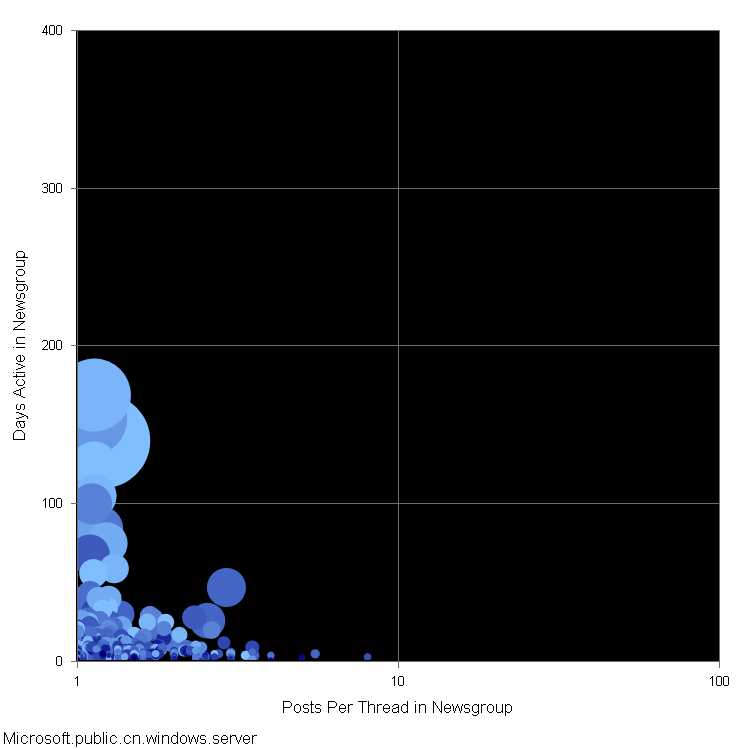 400
300
200
100
0
Days Active in Newsgroup
1
10
100
Posts Per Thread in Newsgroup
Microsoft.public.cn.windows.server